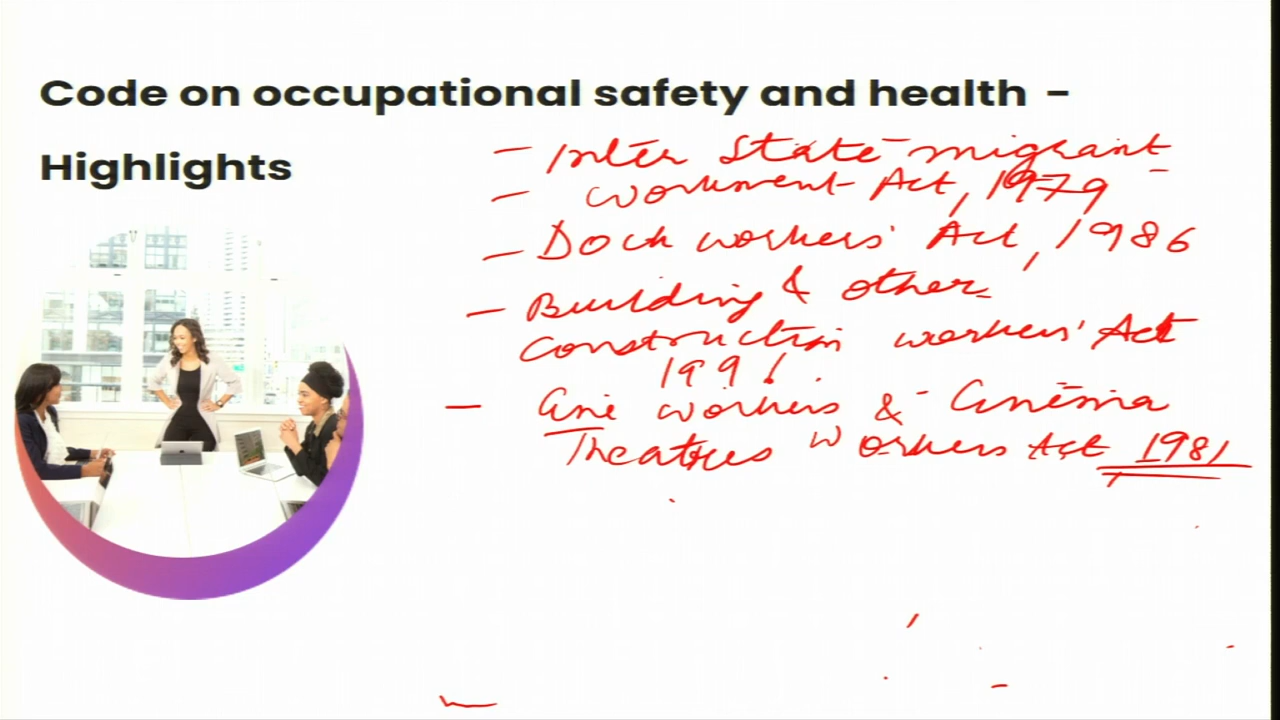 Code on occupational safety and health -
Highlights
- Inter State migrant
- workment Act, 1979
- Dock workers' Act, 1986
- Building & other
construction workers' Act
1996.
- Cine workers & Cinema
Theatres Workers Act 1981